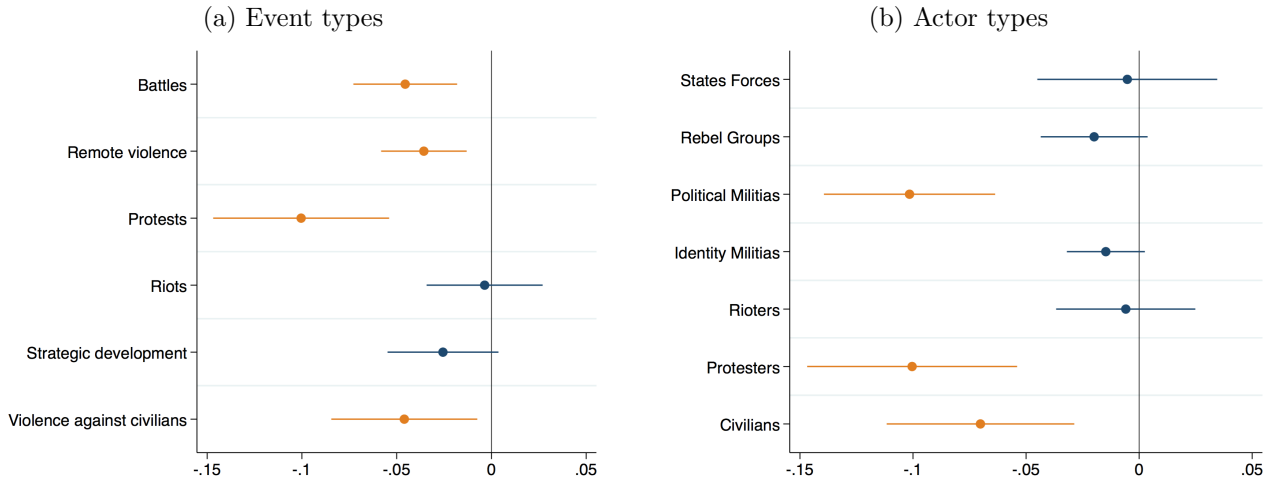 (a) Event types
Battles
Remote violence
Protests
Riots
Strategic development
Violence against civilians
-.15 -.1 -.05 0 .05
(b) Actor types
States Forces
Rebel Groups
Political Militias
Identity Militias
Rioters
Protesters
Civilians
-.15 -.1 -.05 0 .05